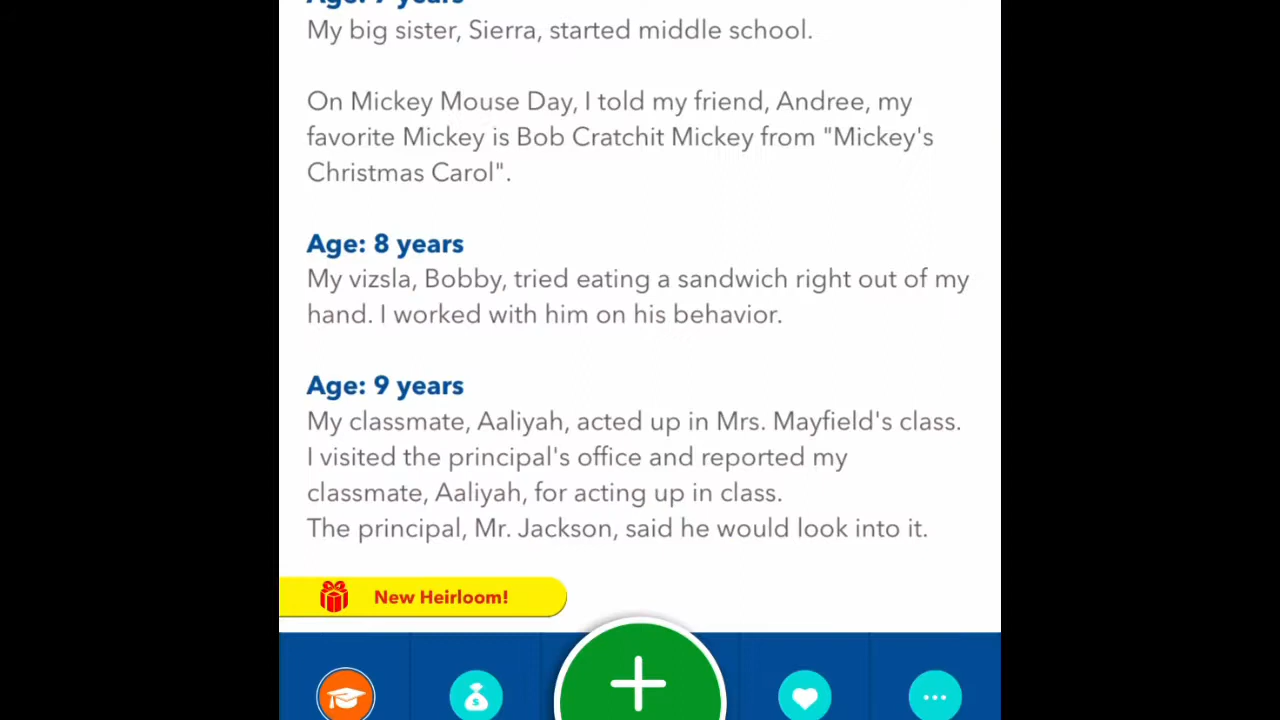 Age: 7 years
My big sister, Sierra, started middle school.
On Mickey Mouse Day, I told my friend, Andree, my
favorite Mickey is Bob Cratchit Mickey from "Mickey's
Christmas Carol".
Age: 8 years
My vizsla, Bobby, tried eating a sandwich right out of my
hand. I worked with him on his behavior.
Age: 9 years
My classmate, Aaliyah, acted up in Mrs. Mayfield's class.
I visited the principal's office and reported my
classmate, Aaliyah, for acting up in class.
The principal, Mr. Jackson, said he would look into it.
New Heirloom!